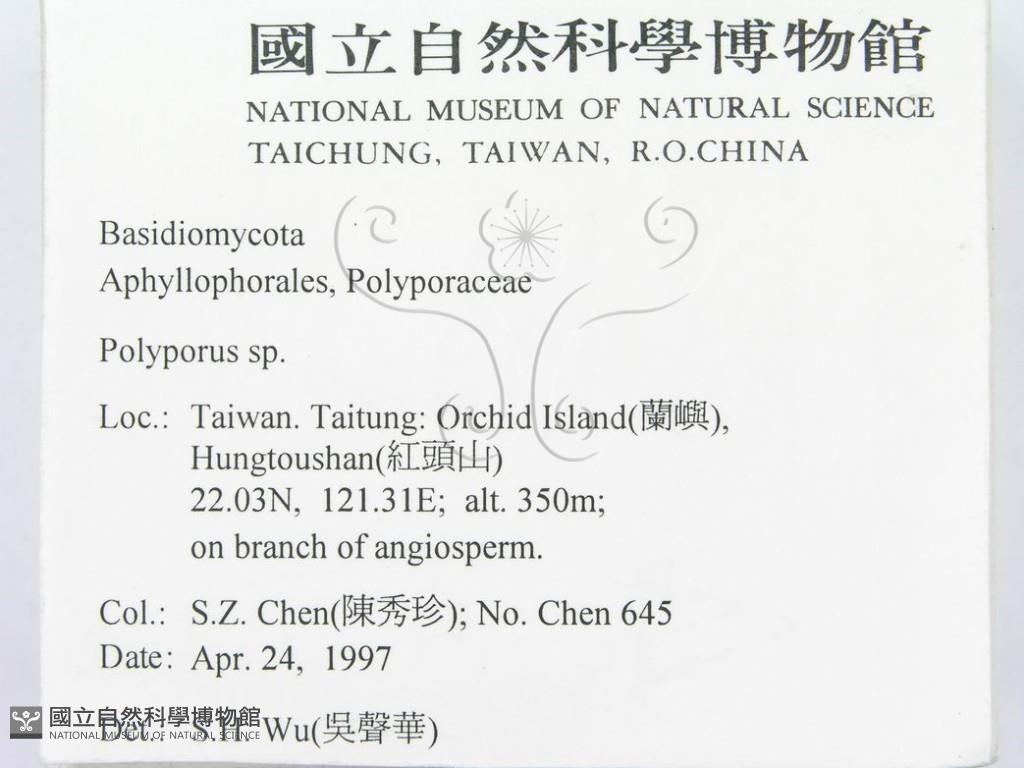 國立自然科學博物館
NATIONAL MUSEUM OF NATURAL SCIENCE
TAICHUNG, TAIWAN, R.O.CHINA
Basidiomycota
Aphyllophorales, Polyporaceae
Polyporus sp.
Loc.: Taiwan. Taitung: Orchid Island(蘭嶼),
Hungtoushan(紅頭山)
22.03N, 121.31E; alt. 350m;
on branch of angiosperm.
Col.: S.Z. Chen(陳秀珍); No. Chen 645
Date: Apr. 24, 1997
Det.: S.H. Wu(吳聲華)
國立自然科學博物館
NATIONAL MUSEUM OF NATURAL SCIENCE